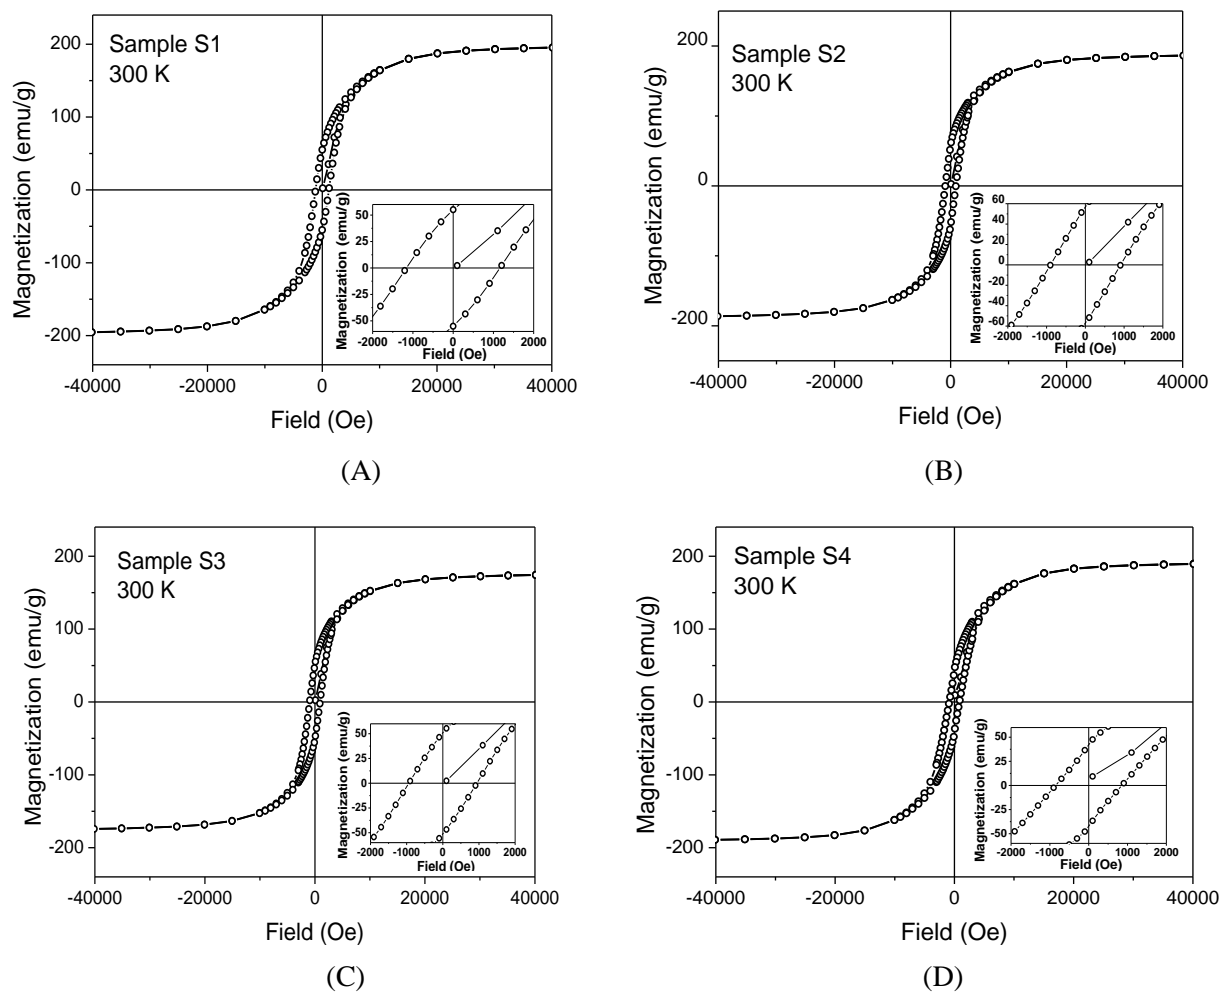 Sample S1
300 K
Magnetization (emu/g)
200
100
0
-100
-200
-40000 -20000 0 20000 40000
Field (Oe)
Magnetization (emu/g)
50
25
0
-25
-50
-2000 -1000 0 1000 2000
Field (Oe)
(A)
Sample S2
300 K
Magnetization (emu/g)
200
100
0
-100
-200
-40000 -20000 0 20000 40000
Field (Oe)
Magnetization (emu/g)
60
40
20
0
-20
-40
-60
-2000 -1000 0 1000 2000
Field (Oe)
(B)
Sample S3
300 K
Magnetization (emu/g)
200
100
0
-100
-200
-40000 -20000 0 20000 40000
Field (Oe)
Magnetization (emu/g)
50
25
0
-25
-50
-2000 -1000 0 1000 2000
Field (Oe)
(C)
Sample S4
300 K
Magnetization (emu/g)
200
100
0
-100
-200
-40000 -20000 0 20000 40000
Field (Oe)
Magnetization (emu/g)
50
25
0
-25
-50
-2000 -1000 0 1000 2000
Field (Oe)
(D)